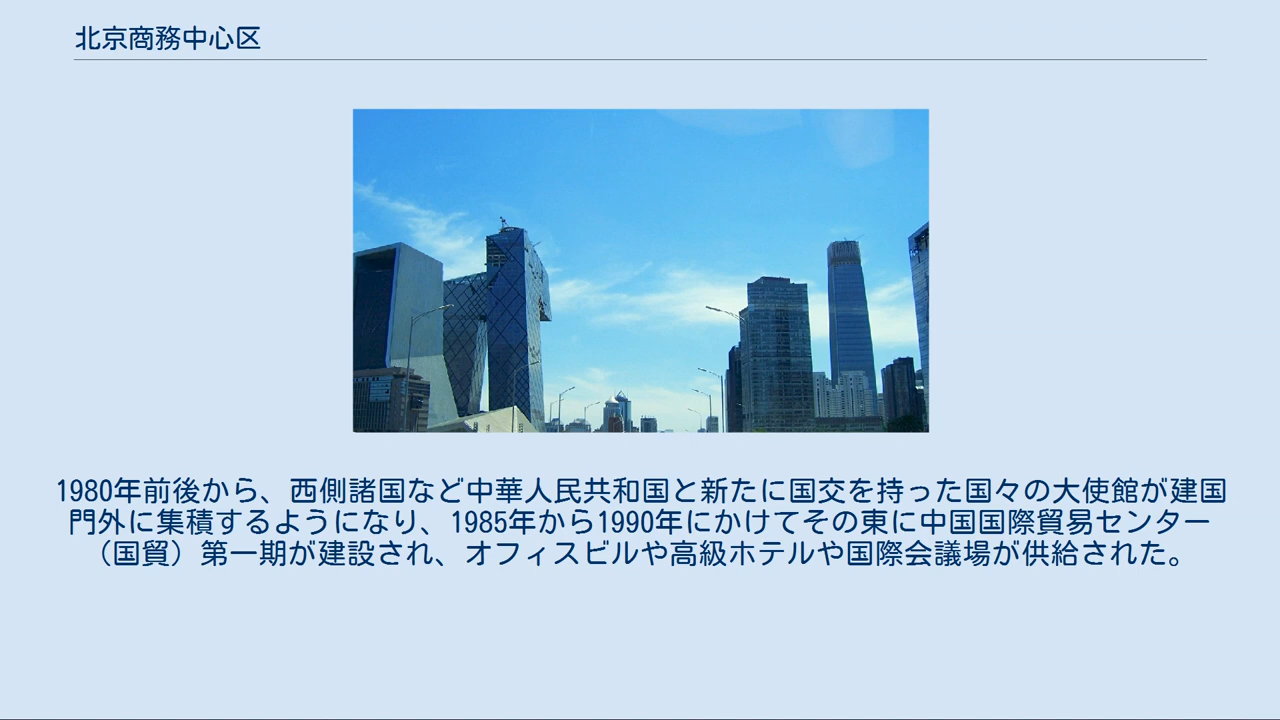 北京商務中心区
1980年前後から、西側諸国など中華人民共和国と新たに国交を持った国々の大使館が建国
門外に集積するようになり、1985年から1990年にかけてその東に中国国際貿易センター
（国貿）第一期が建設され、オフィスビルや高級ホテルや国際会議場が供給された。